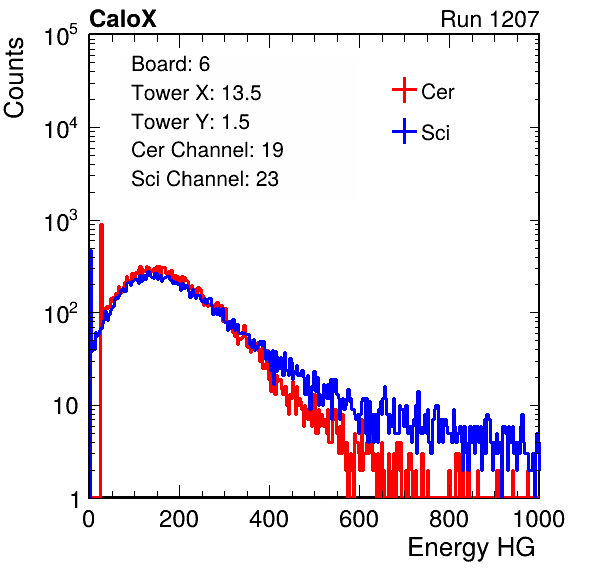 CaloX Run 1207
Counts
Board: 6
Tower X: 13.5
Tower Y: 1.5
Cer Channel: 19
Sci Channel: 23
Cer
Sci
10^5
10^4
10^3
10^2
10
1
0 200 400 600 800 1000
Energy HG